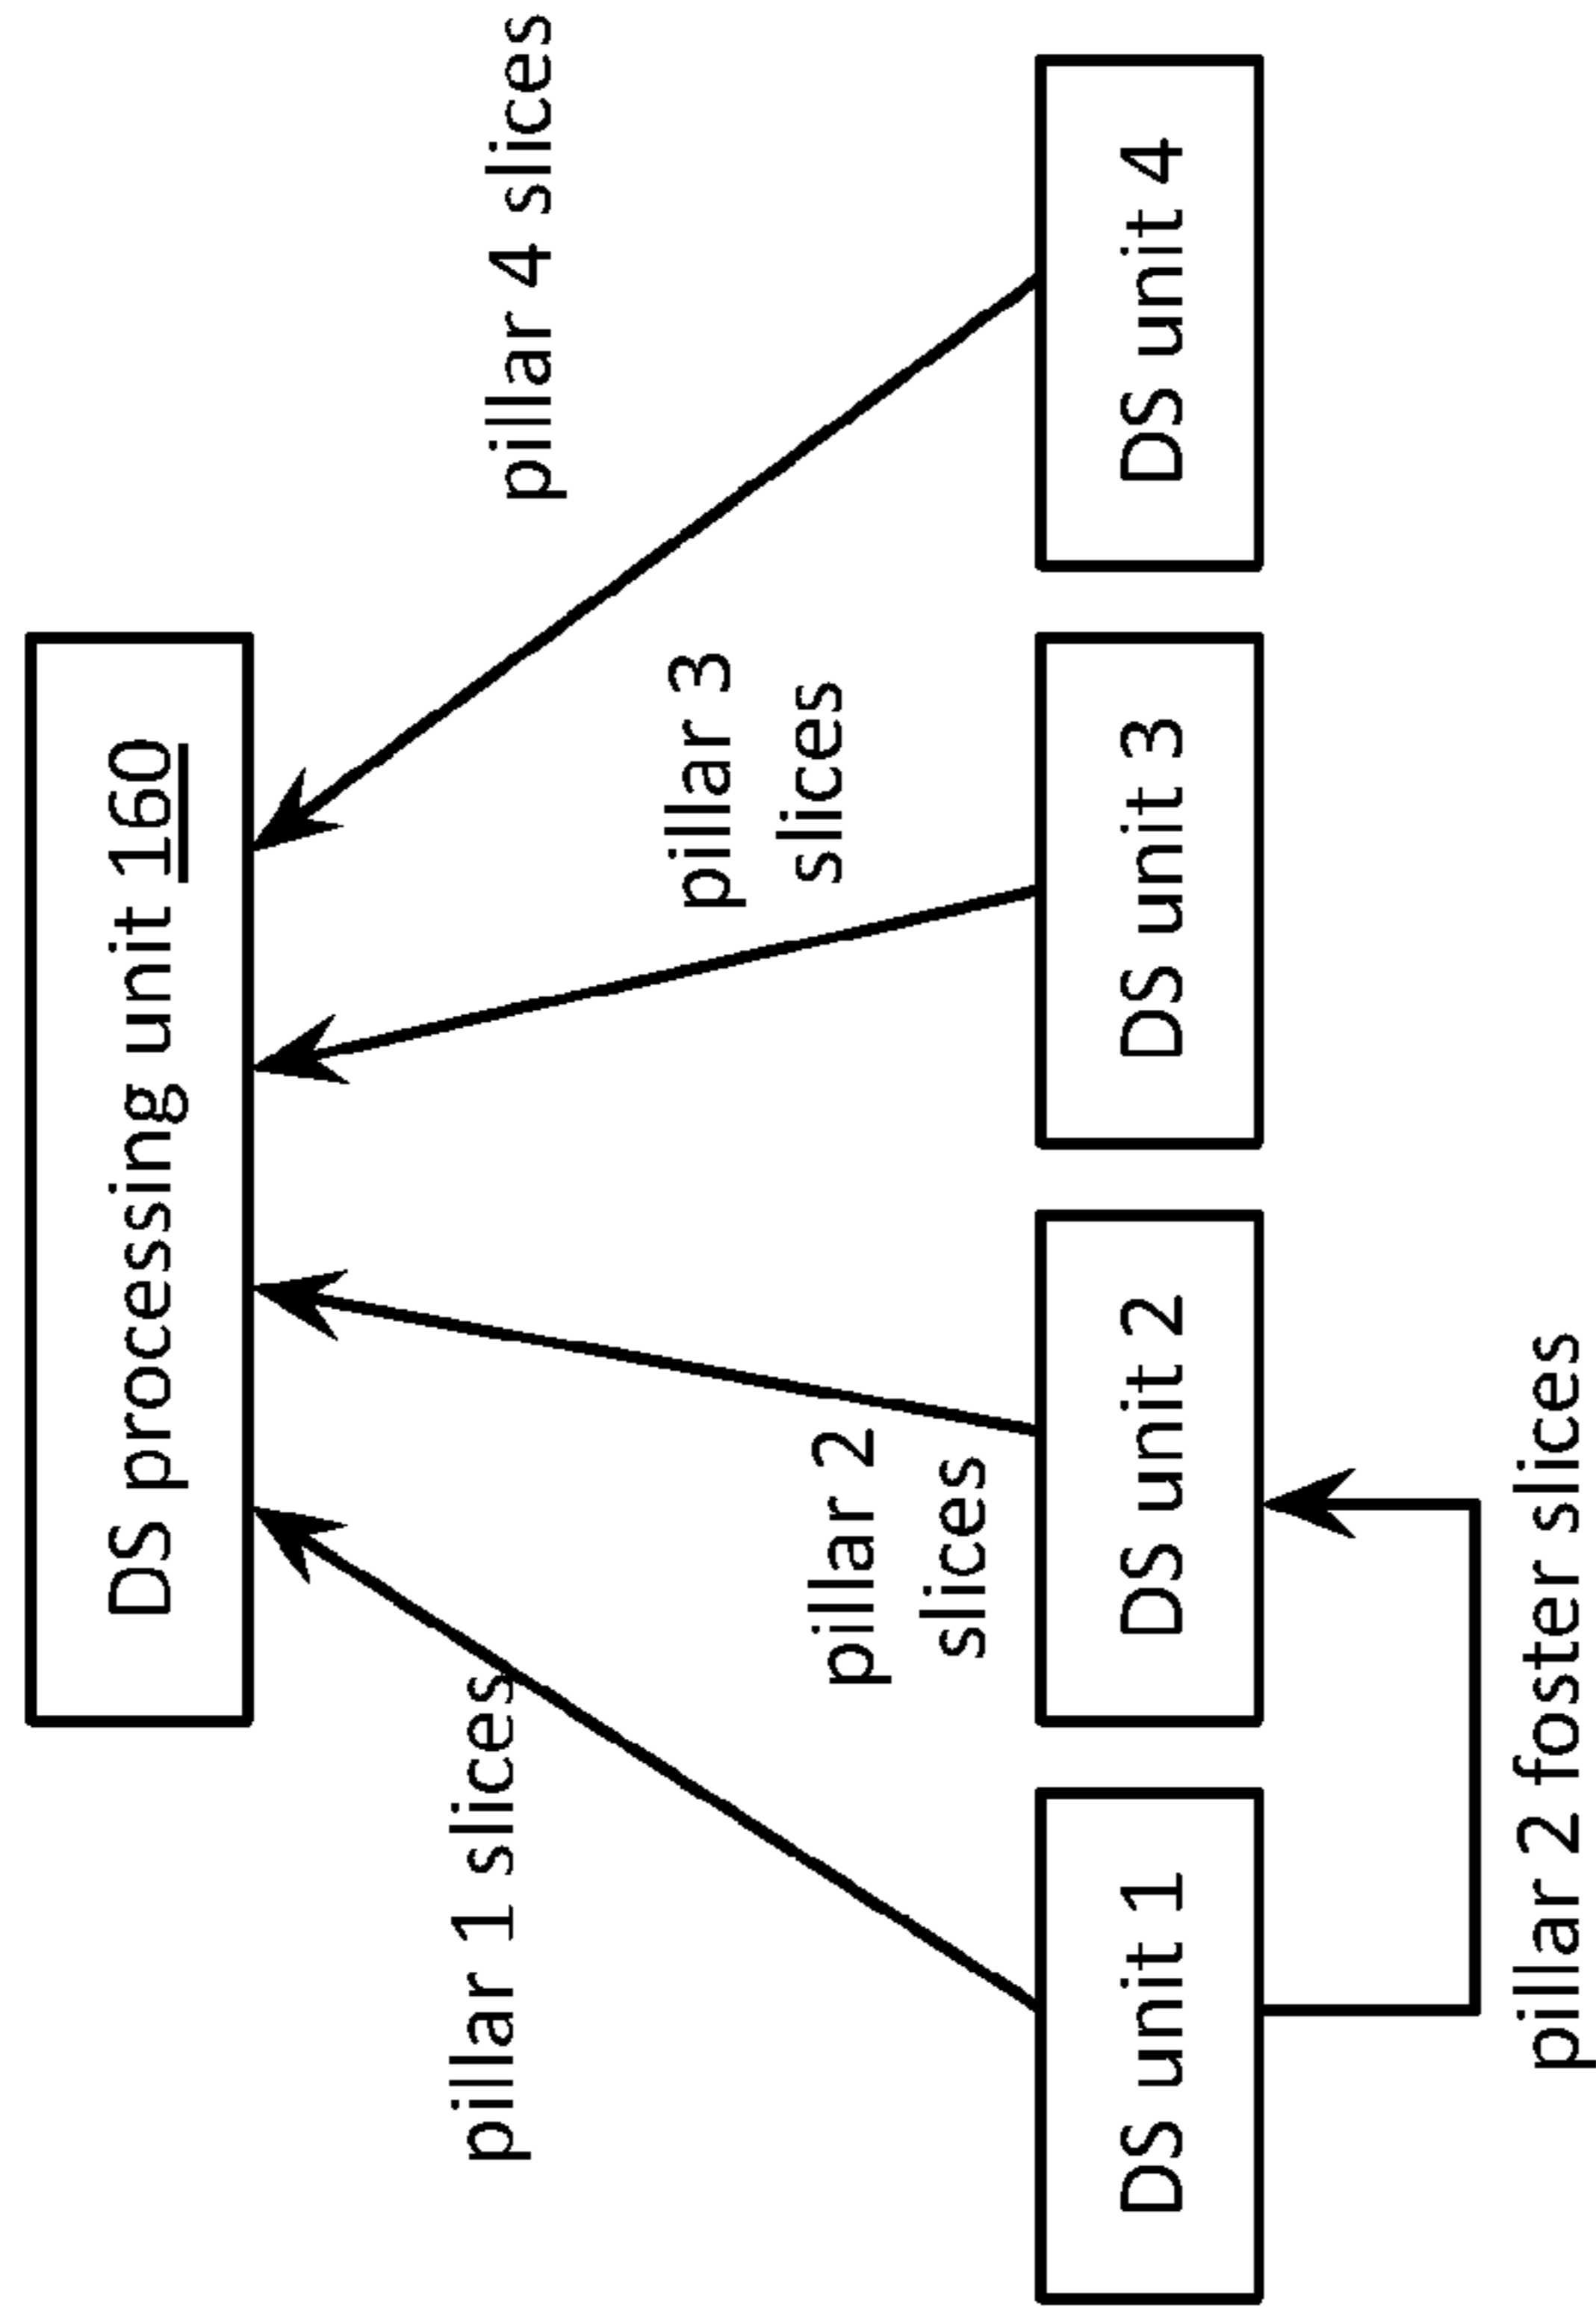 DS processing unit 160
pillar 1 slices
pillar 2
slices
pillar 3
slices
pillar 4 slices
DS unit 1
DS unit 2
DS unit 3
DS unit 4
pillar 2 foster slices